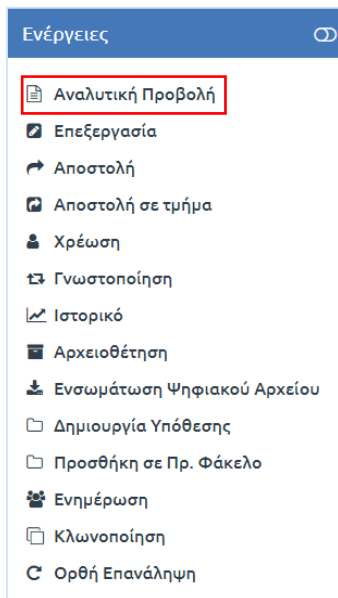 Ενέργειες
Αναλυτική Προβολή
Επεξεργασία
Αποστολή
Αποστολή σε τμήμα
Χρέωση
Γνωστοποίηση
Ιστορικό
Αρχειοθέτηση
Ενσωμάτωση Ψηφιακού Αρχείου
Δημιουργία Υπόθεσης
Προσθήκη σε Πρ. Φάκελο
Ενημέρωση
Κλωνοποίηση
Ορθή Επανάληψη